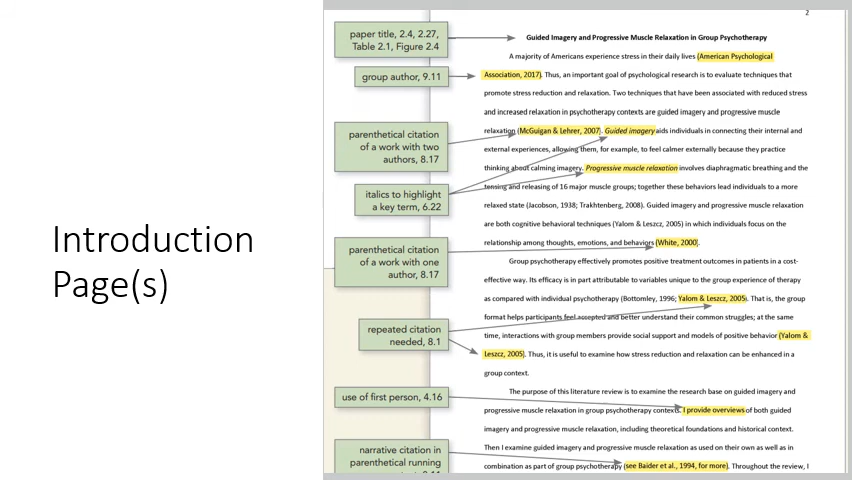 Introduction
Page(s)
paper title, 2.4, 2.27,
Table 2.1, Figure 2.4
group author, 9.11
parenthetical citation
of a work with two
authors, 8.17
italics to highlight
a key term, 6.22
parenthetical citation
of a work with one
author, 8.17
repeated citation
needed, 8.1
use of first person, 4.16
narrative citation in
parenthetical running
2
Guided Imagery and Progressive Muscle Relaxation in Group Psychotherapy
A majority of Americans experience stress in their daily lives (American Psychological
Association, 2017). Thus, an important goal of psychological research is to evaluate techniques that
promote stress reduction and relaxation. Two techniques that have been associated with reduced stress
and increased relaxation in psychotherapy contexts are guided imagery and progressive muscle
relaxation (McGuigan & Lehrer, 2007). Guided imagery aids individuals in connecting their internal and
external experiences, allowing them, for example, to feel calmer externally because they practice
thinking about calming imagery. Progressive muscle relaxation involves diaphragmatic breathing and the
tensing and releasing of 16 major muscle groups; together these behaviors lead individuals to a more
relaxed state (Jacobson, 1938; Trakhtenberg, 2008). Guided imagery and progressive muscle relaxation
are both cognitive behavioral techniques (Yalom & Leszcz, 2005) in which individuals focus on the
relationship among thoughts, emotions, and behaviors (White, 2000).
Group psychotherapy effectively promotes positive treatment outcomes in patients in a cost-
effective way. Its efficacy is in part attributable to variables unique to the group experience of therapy
as compared with individual psychotherapy (Bottomley, 1996; Yalom & Leszcz, 2005). That is, the group
format helps participants feel accepted and better understand their common struggles; at the same
time, interactions with group members provide social support and models of positive behavior (Yalom &
Leszcz, 2005). Thus, it is useful to examine how stress reduction and relaxation can be enhanced in a
group context.
The purpose of this literature review is to examine the research base on guided imagery and
progressive muscle relaxation in group psychotherapy contexts. I provide overviews of both guided
imagery and progressive muscle relaxation, including theoretical foundations and historical context.
Then I examine guided imagery and progressive muscle relaxation as used on their own as well as in
combination as part of group psychotherapy (see Baider et al., 1994, for more). Throughout the review, I